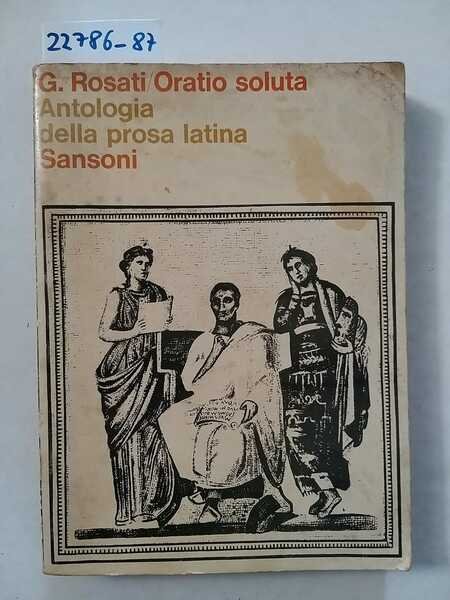 22786-87
G. Rosati/Oratio soluta
Antologia
della prosa latina
Sansoni